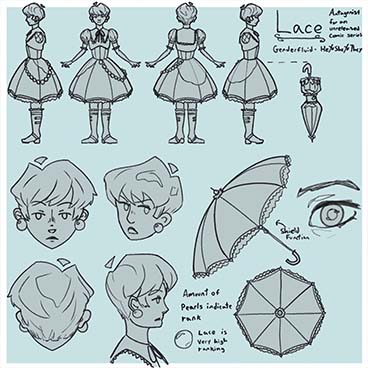 Lace
Antagonist
for an
unreleased
comic series
Genderfluid - He/She/They
Shield
Function
Amount of
Pearls indicate
rank
Lace is
very high
ranking